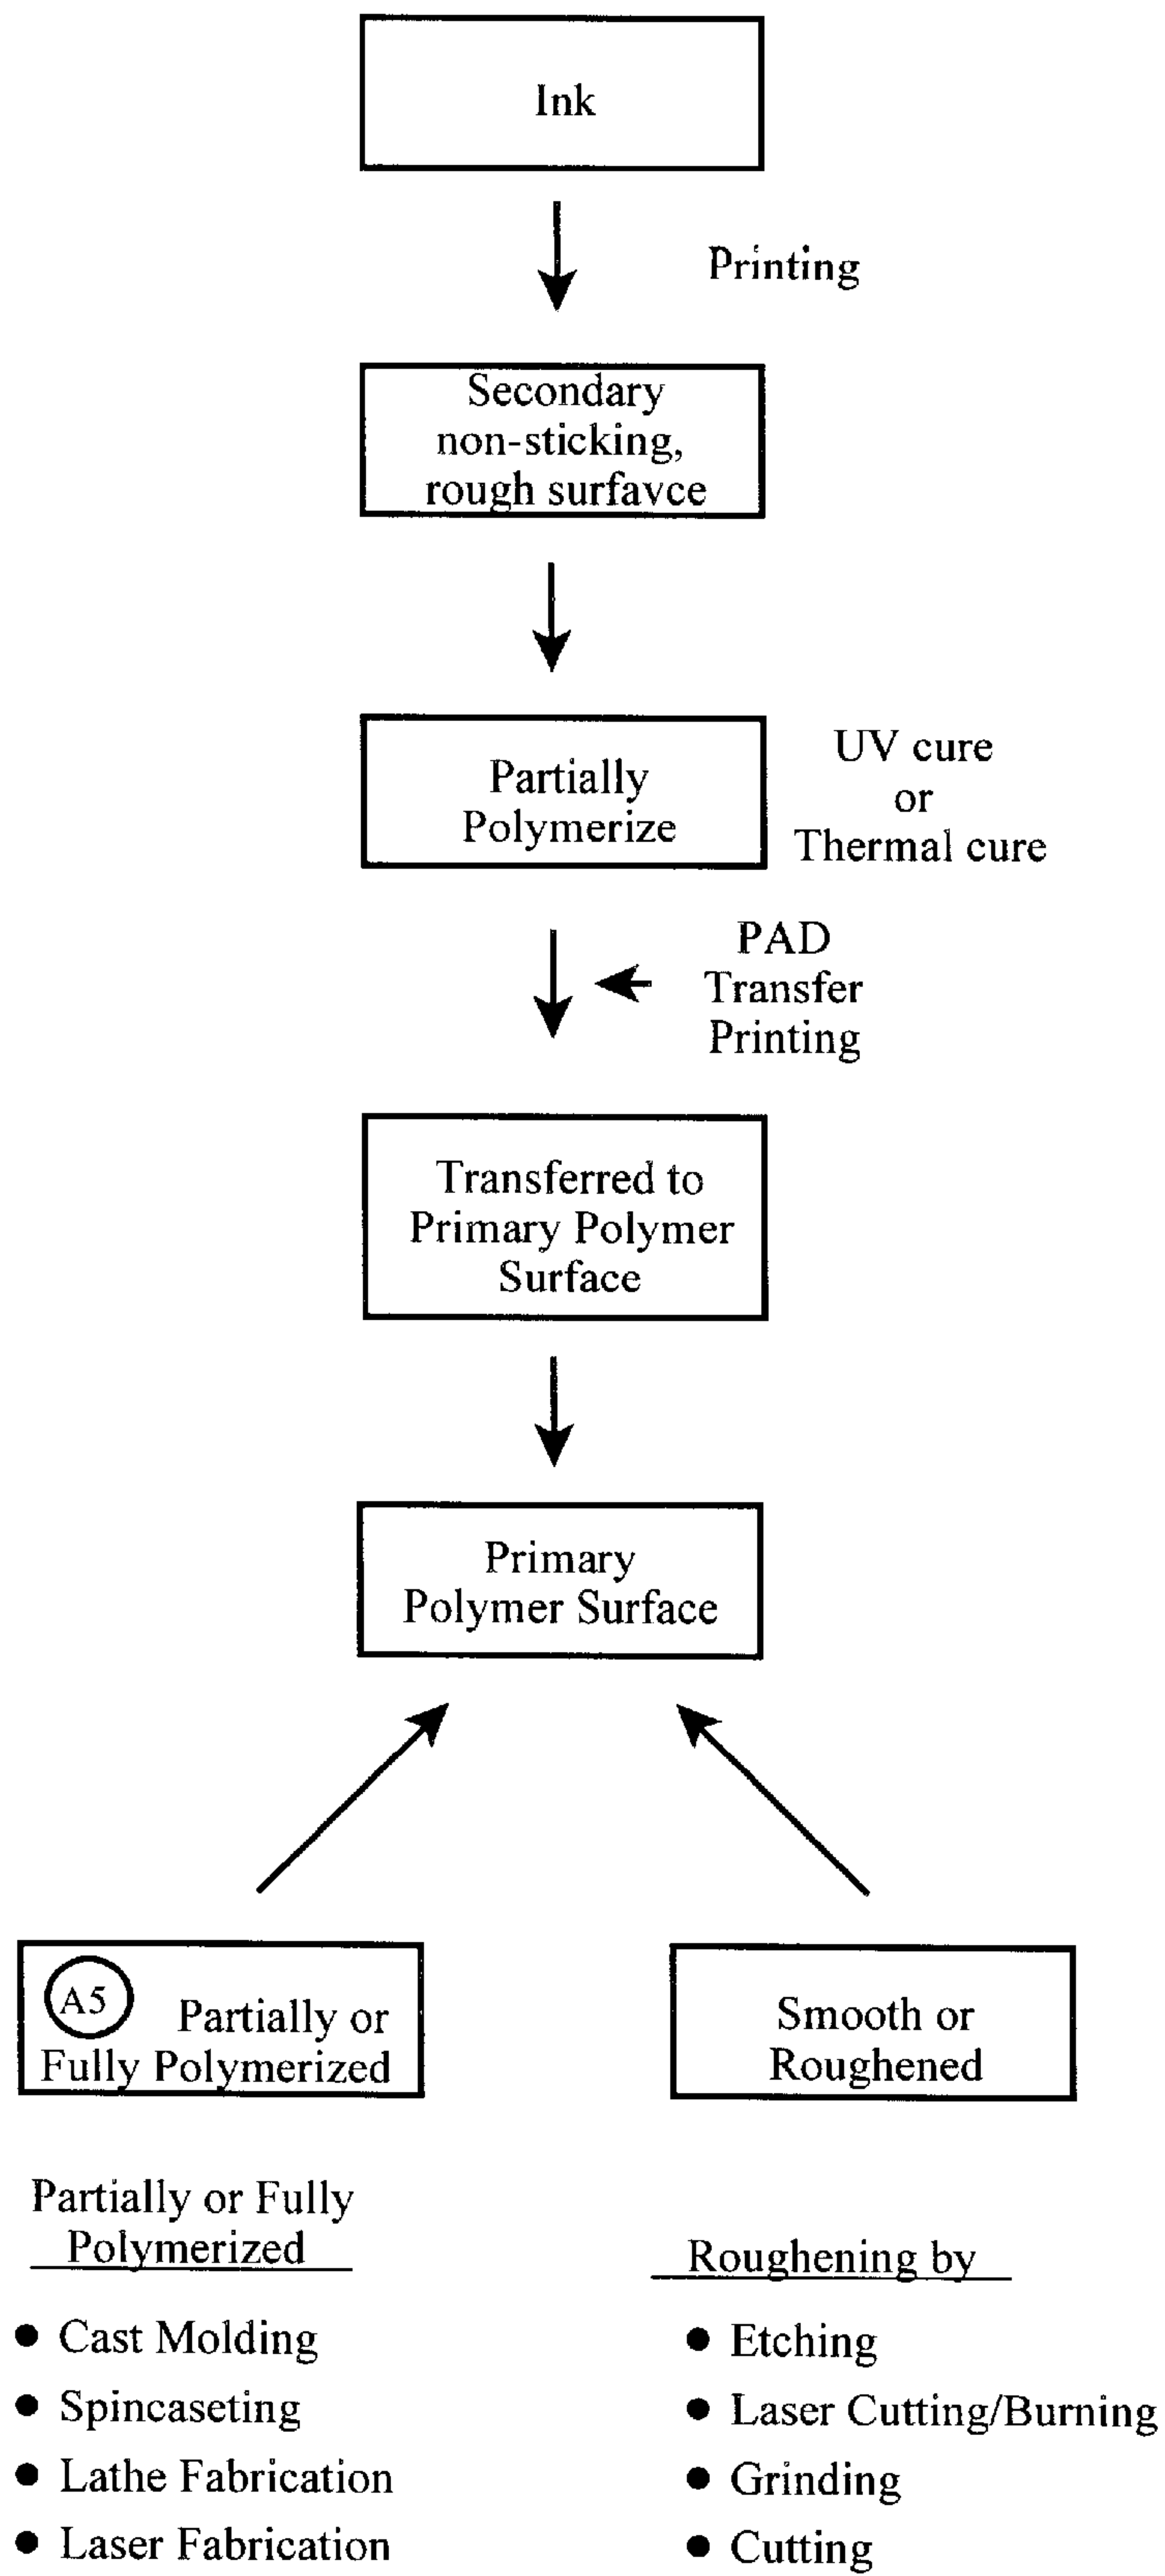 Ink
Printing
Secondary
non-sticking,
rough surfavce
Partially
Polymerize
UV cure
or
Thermal cure
PAD
Transfer
Printing
Transferred to
Primary Polymer
Surface
Primary
Polymer Surface
A5 Partially or
Fully Polymerized
Smooth or
Roughened
Partially or Fully
Polymerized
• Cast Molding
• Spincaseting
• Lathe Fabrication
• Laser Fabrication
Roughening by
• Etching
• Laser Cutting/Burning
• Grinding
• Cutting